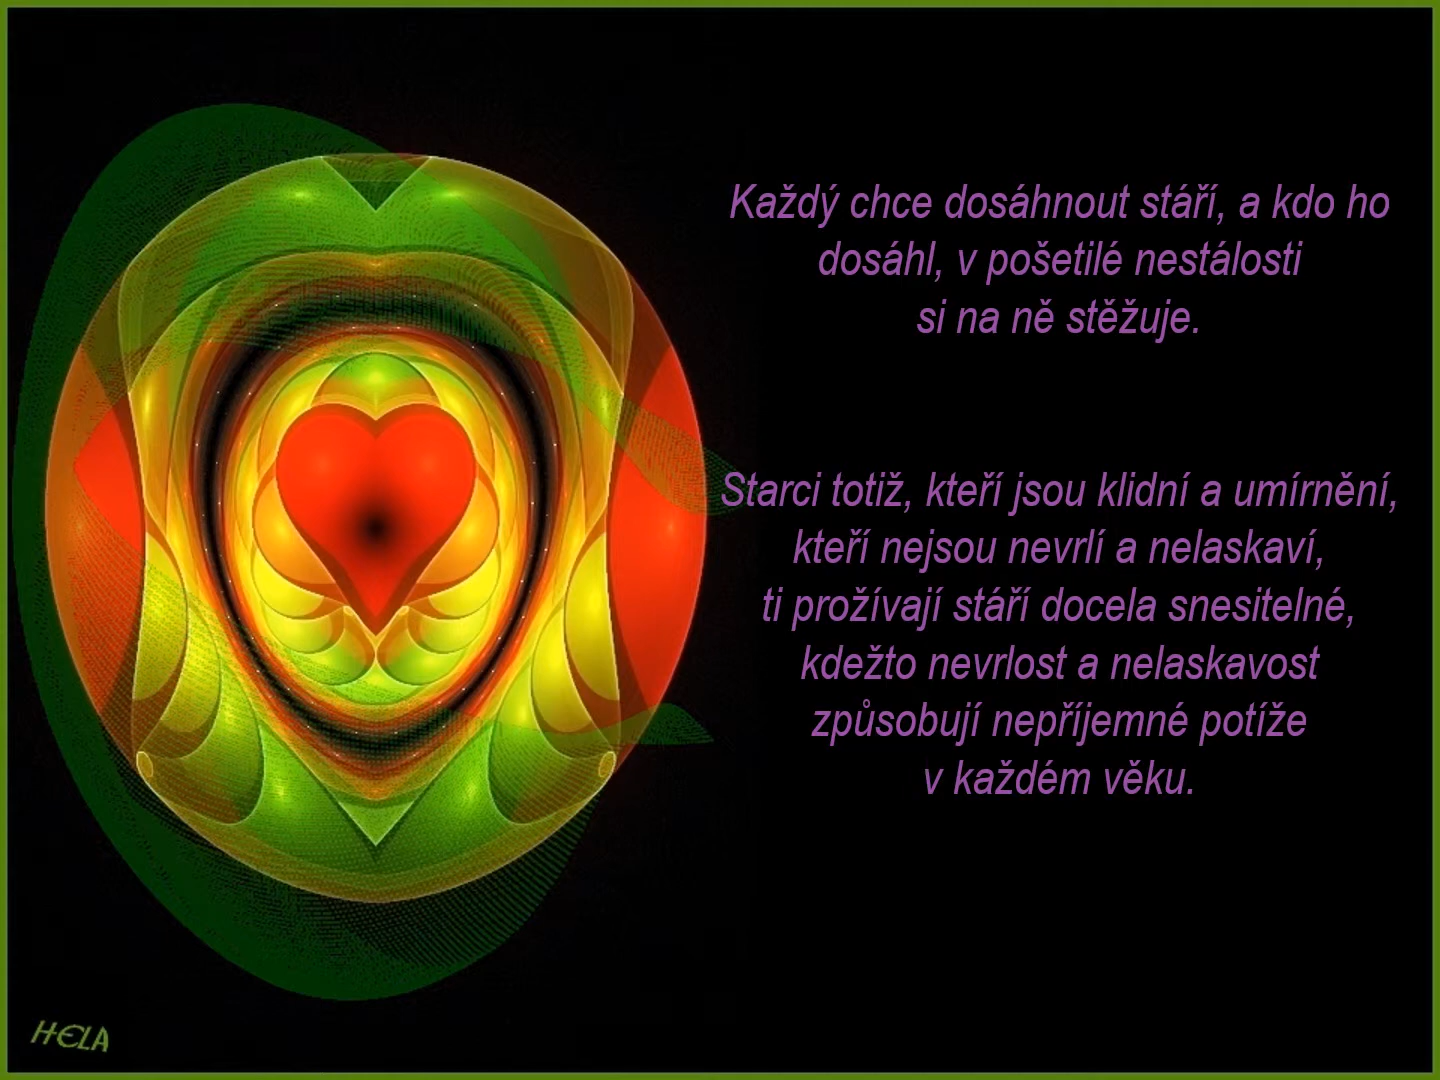 Každý chce dosáhnout stáří, a kdo ho
dosáhl, v pošetilé nestálosti
si na ně stěžuje.
Starci totiž, kteří jsou klidní a umírnění,
kteří nejsou nevrlí a nelaskaví,
ti prožívají stáří docela snesitelné,
kdežto nevrlost a nelaskavost
způsobují nepříjemné potíže
v každém věku.
HELA